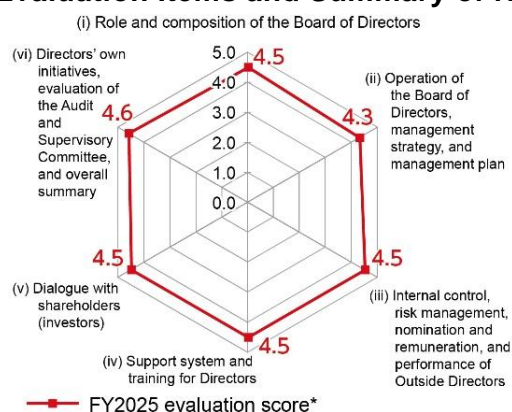 (i) Role and composition of the Board of Directors
(vi) Directors' own
initiatives,
evaluation of
the Audit
and
Supervisory
Committee,
and overall
summary
5.0
4.0
3.0
2.0
1.0
0.0
4.5
4.3
4.5
4.5
4.5
4.6
(ii) Operation of
the Board of
Directors,
management
strategy, and
management plan
(iii) Internal control,
risk management,
nomination and
remuneration, and
performance of
Outside Directors
(v) Dialogue with
shareholders
(investors)
(iv) Support system and
training for Directors
FY2025 evaluation score*